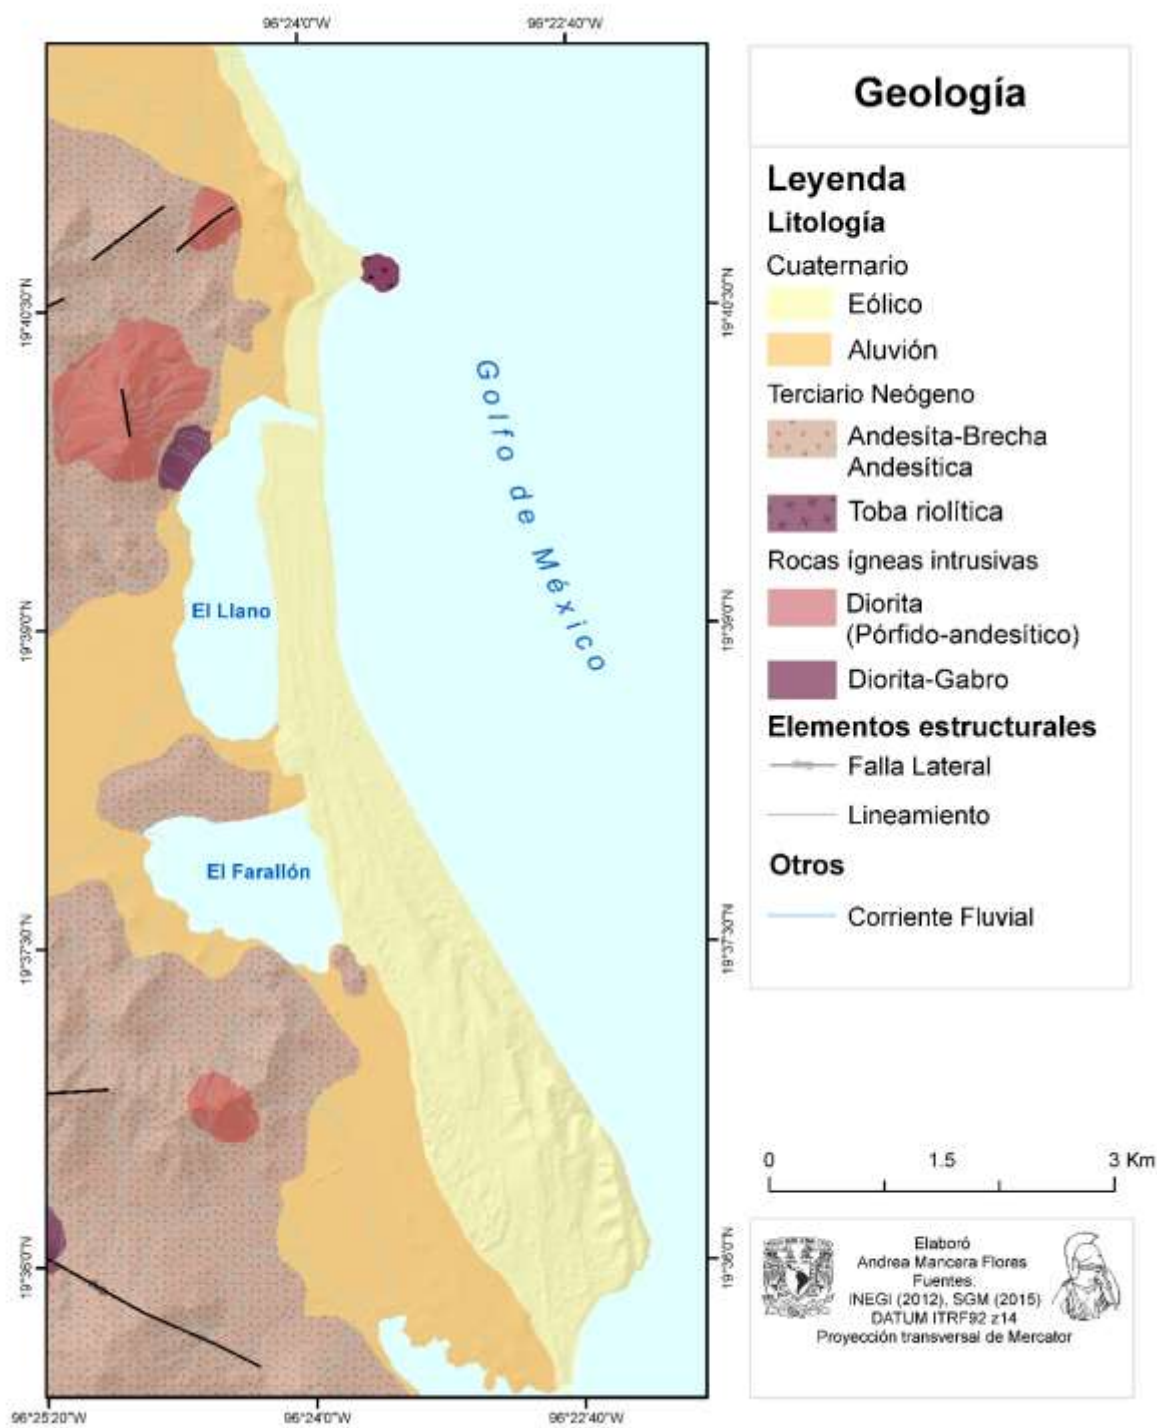 96°24'0"W
96°22'40"W
19°40'30"N
19°39'0"N
19°37'30"N
19°36'0"N
19°40'30"N
19°39'0"N
19°37'30"N
19°36'0"N
Golfo de México
El Llano
El Farallón
96°25'20"W
96°24'0"W
96°22'40"W
Geología
Leyenda
Litología
Cuaternario
Eólico
Aluvión
Terciario Neógeno
Andesita-Brecha
Andesítica
Toba riolítica
Rocas ígneas intrusivas
Diorita
(Pórfido-andesítico)
Diorita-Gabro
Elementos estructurales
Falla Lateral
Lineamiento
Otros
Corriente Fluvial
0 1.5 3 Km
Elaboró
Andrea Mancera Flores
Fuentes:
INEGI (2012), SGM (2015)
DATUM ITRF92 z14
Proyección transversal de Mercator